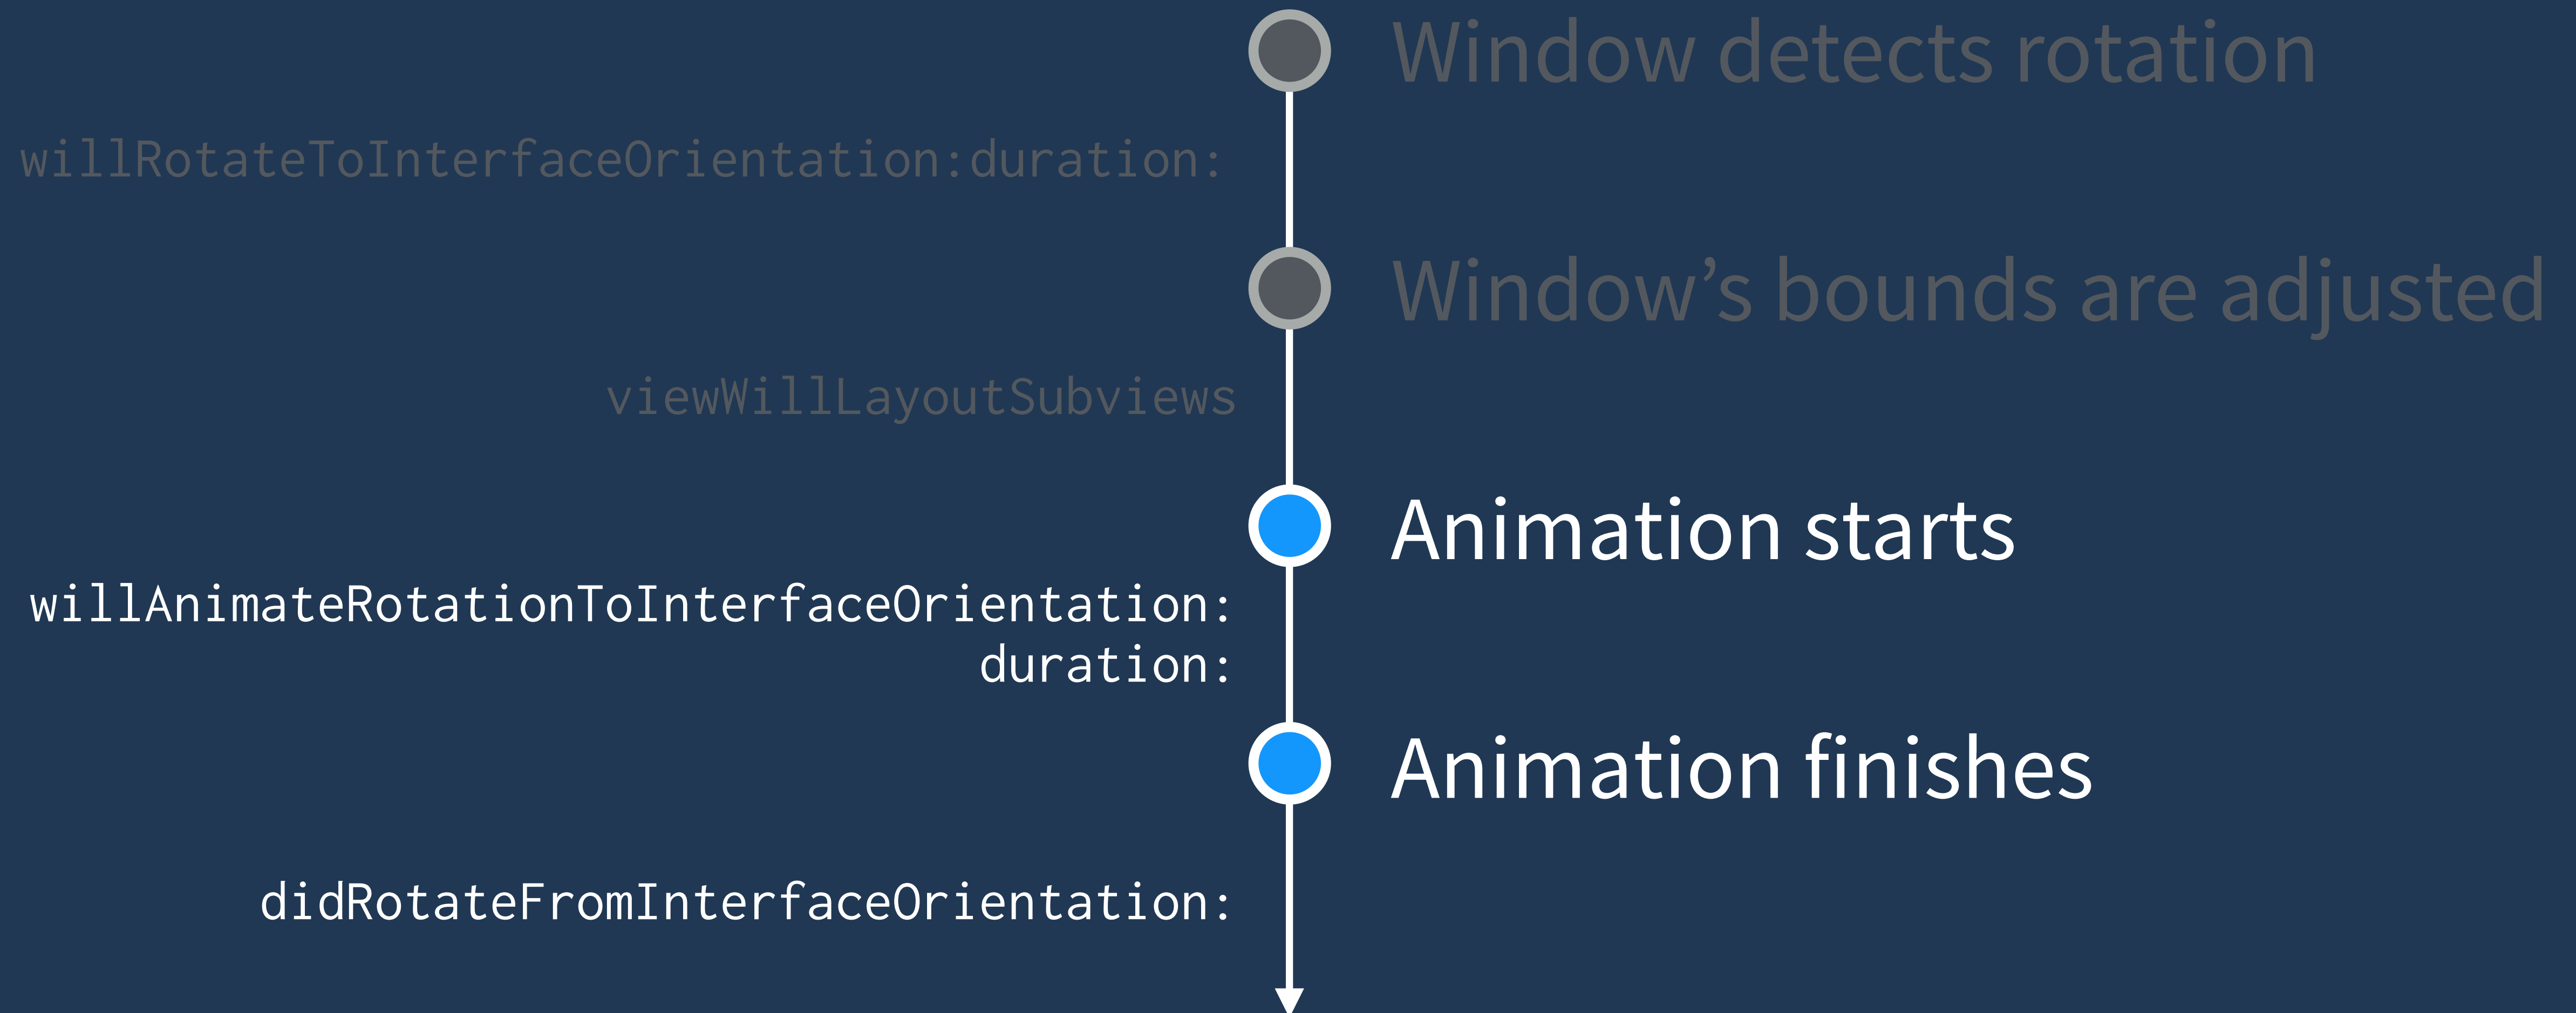 Window detects rotation
willRotateToInterfaceOrientation:duration:
Window’s bounds are adjusted
viewWillLayoutSubviews
Animation starts
willAnimateRotationToInterfaceOrientation:
duration:
Animation finishes
didRotateFromInterfaceOrientation: